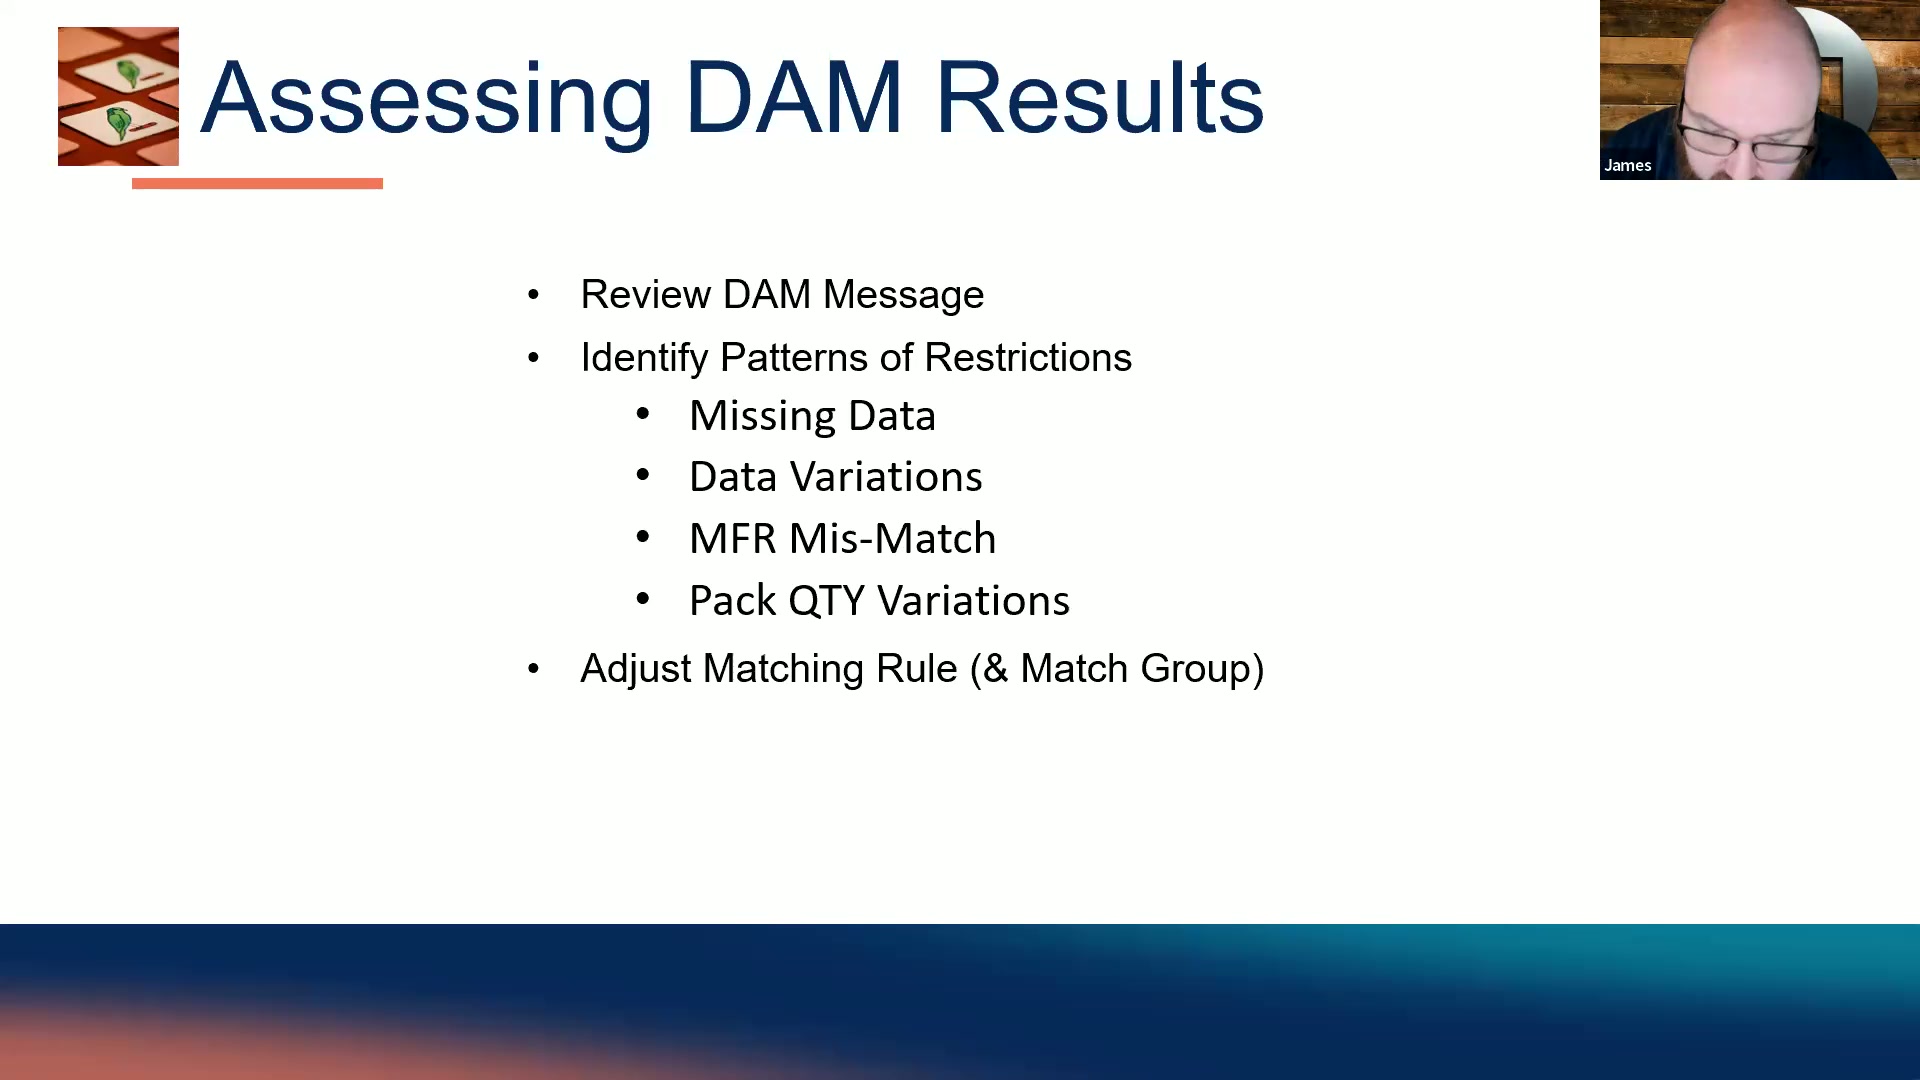 Assessing DAM Results
James
• Review DAM Message
• Identify Patterns of Restrictions
• Missing Data
• Data Variations
• MFR Mis-Match
• Pack QTY Variations
• Adjust Matching Rule (& Match Group)